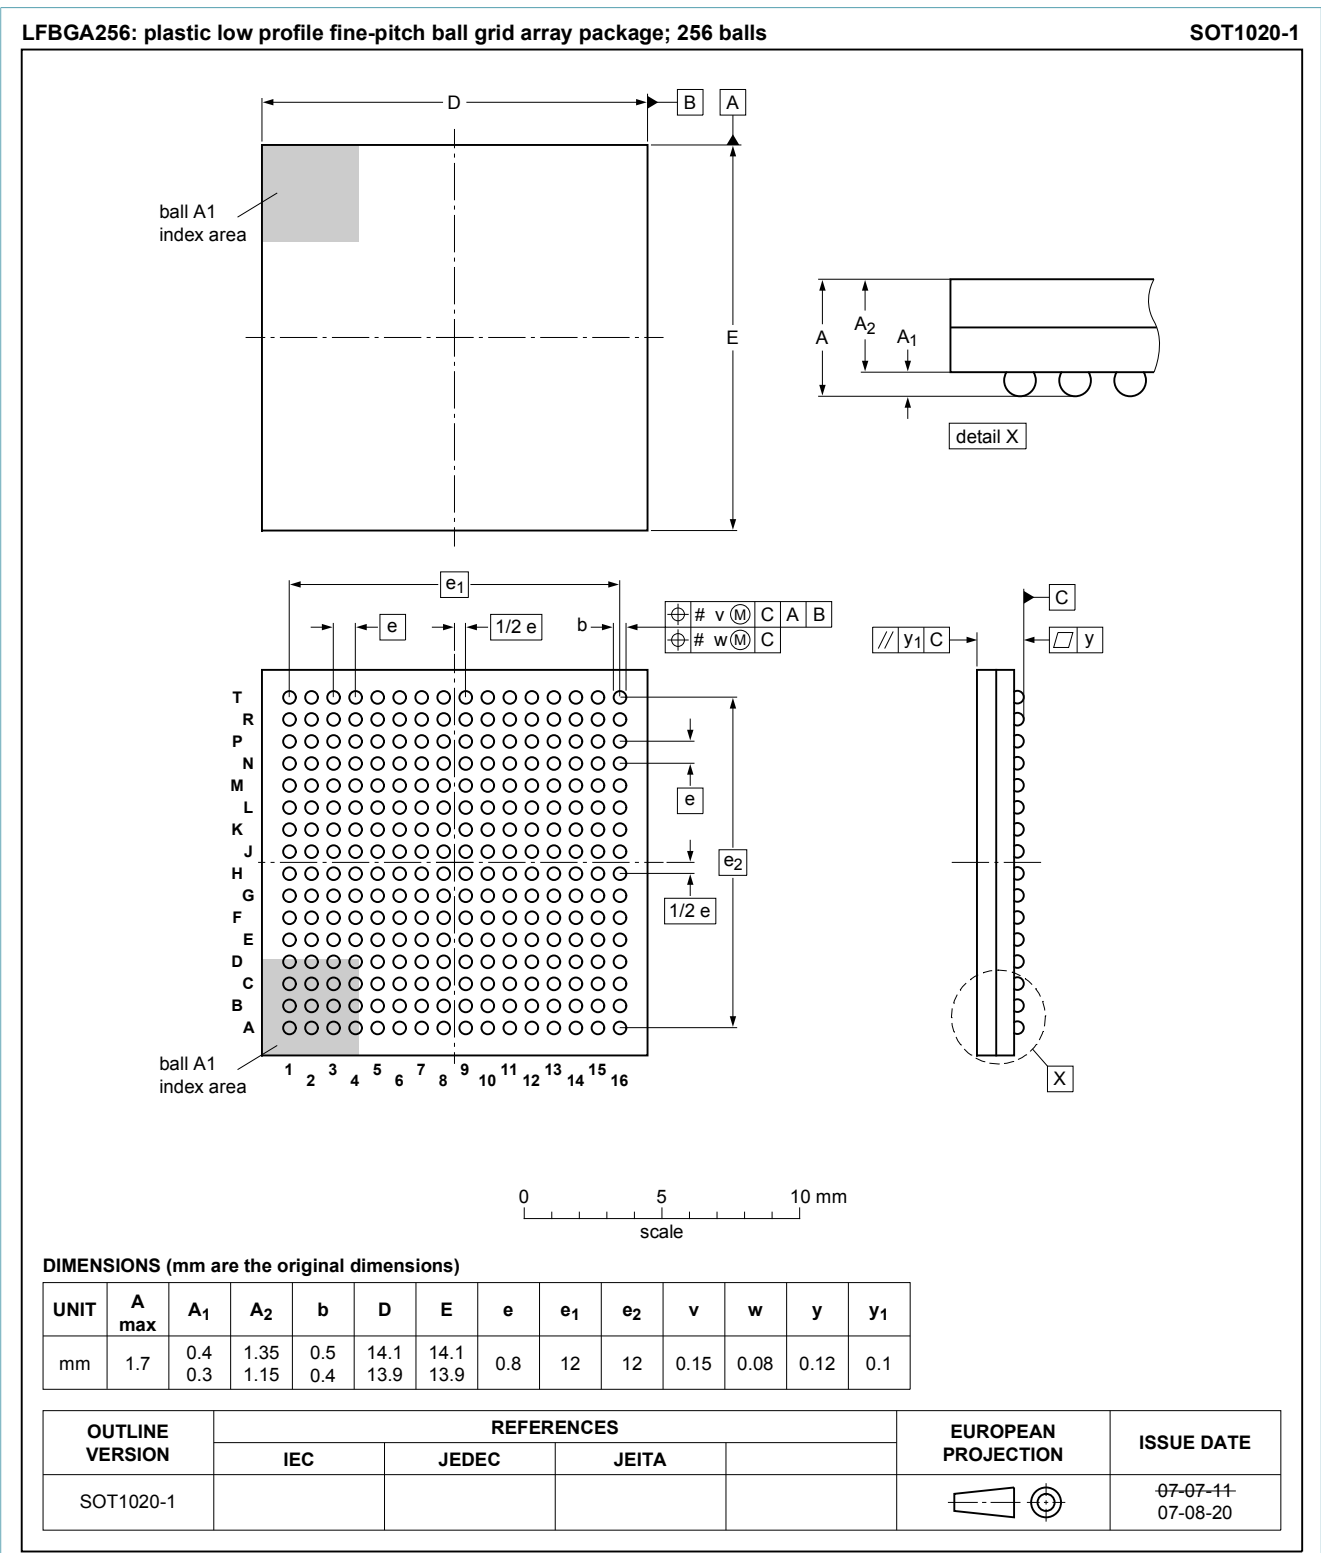 LFBGA256: plastic low profile fine-pitch ball grid array package; 256 balls SOT1020-1
D B A
ball A1
index area
E
A A2 A1
detail X
e1
e 1/2 e b # v M C A B
# w M C
C
// y1 C y
T
R
P
N
M
L
K
J
H
G
F
E
D
C
B
A
e
e2
1/2 e
ball A1
index area
1 2 3 4 5 6 7 8 9 10 11 12 13 14 15 16
X
0 5 10 mm
scale
DIMENSIONS (mm are the original dimensions)
UNIT A max A1 A2 b D E e e1 e2 v w y y1
mm 1.7 0.4 0.3 1.35 1.15 0.5 0.4 14.1 13.9 14.1 13.9 0.8 12 12 0.15 0.08 0.12 0.1
OUTLINE VERSION REFERENCES EUROPEAN PROJECTION ISSUE DATE
IEC JEDEC JEITA
SOT1020-1 07-07-11
07-08-20